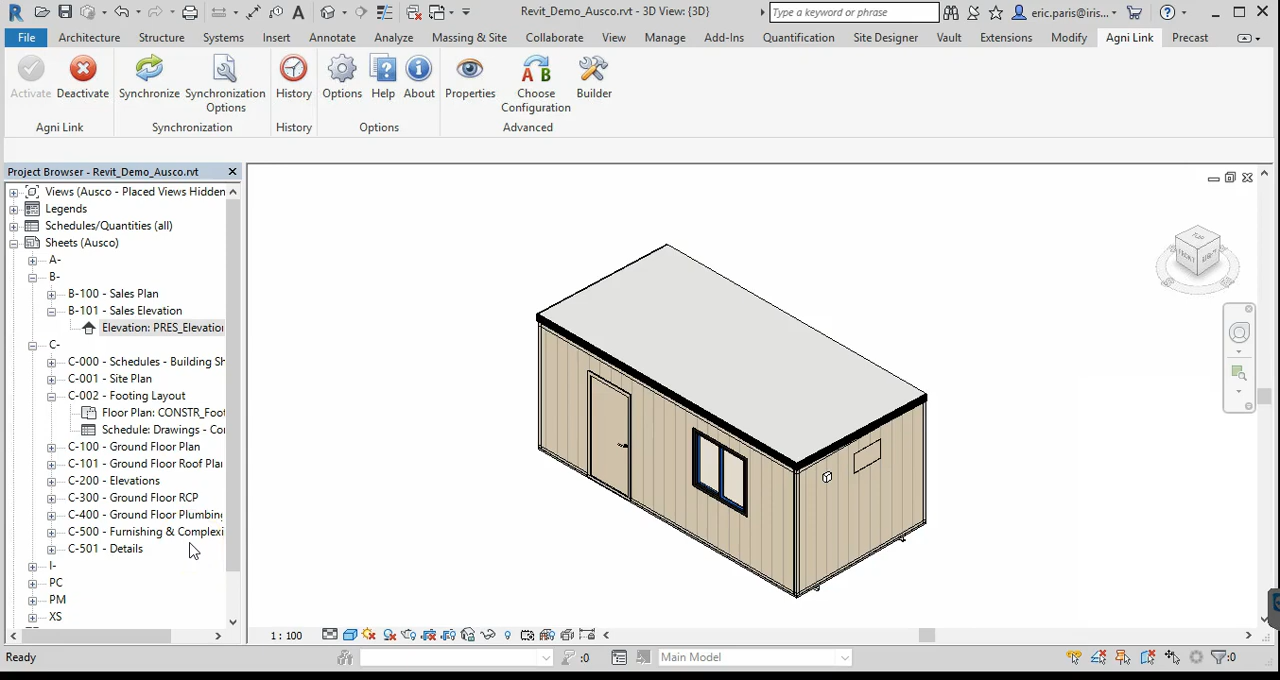 Revit_Demo_Ausco.rvt - 3D View: {3D}
Type a keyword or phrase
eric.paris@iris...
File Architecture Structure Systems Insert Annotate Analyze Massing & Site Collaborate View Manage Add-Ins Quantification Site Designer Vault Extensions Modify Agni Link Precast
Activate Deactivate Synchronize Synchronization Options History Options Help About Properties Choose Configuration Builder
Agni Link Synchronization History Options Advanced
Project Browser - Revit_Demo_Ausco.rvt
Views (Ausco - Placed Views Hidden
Legends
Schedules/Quantities (all)
Sheets (Ausco)
A-
B-
B-100 - Sales Plan
B-101 - Sales Elevation
Elevation: PRES_Elevation
C-
C-000 - Schedules - Building Sh
C-001 - Site Plan
C-002 - Footing Layout
Floor Plan: CONSTR_Foot
Schedule: Drawings - Con
C-100 - Ground Floor Plan
C-101 - Ground Floor Roof Plan
C-200 - Elevations
C-300 - Ground Floor RCP
C-400 - Ground Floor Plumbing
C-500 - Furnishing & Complexi
C-501 - Details
I-
PC
PM
XS
TOP
FRONT
1 : 100
Ready
:0
Main Model
:0